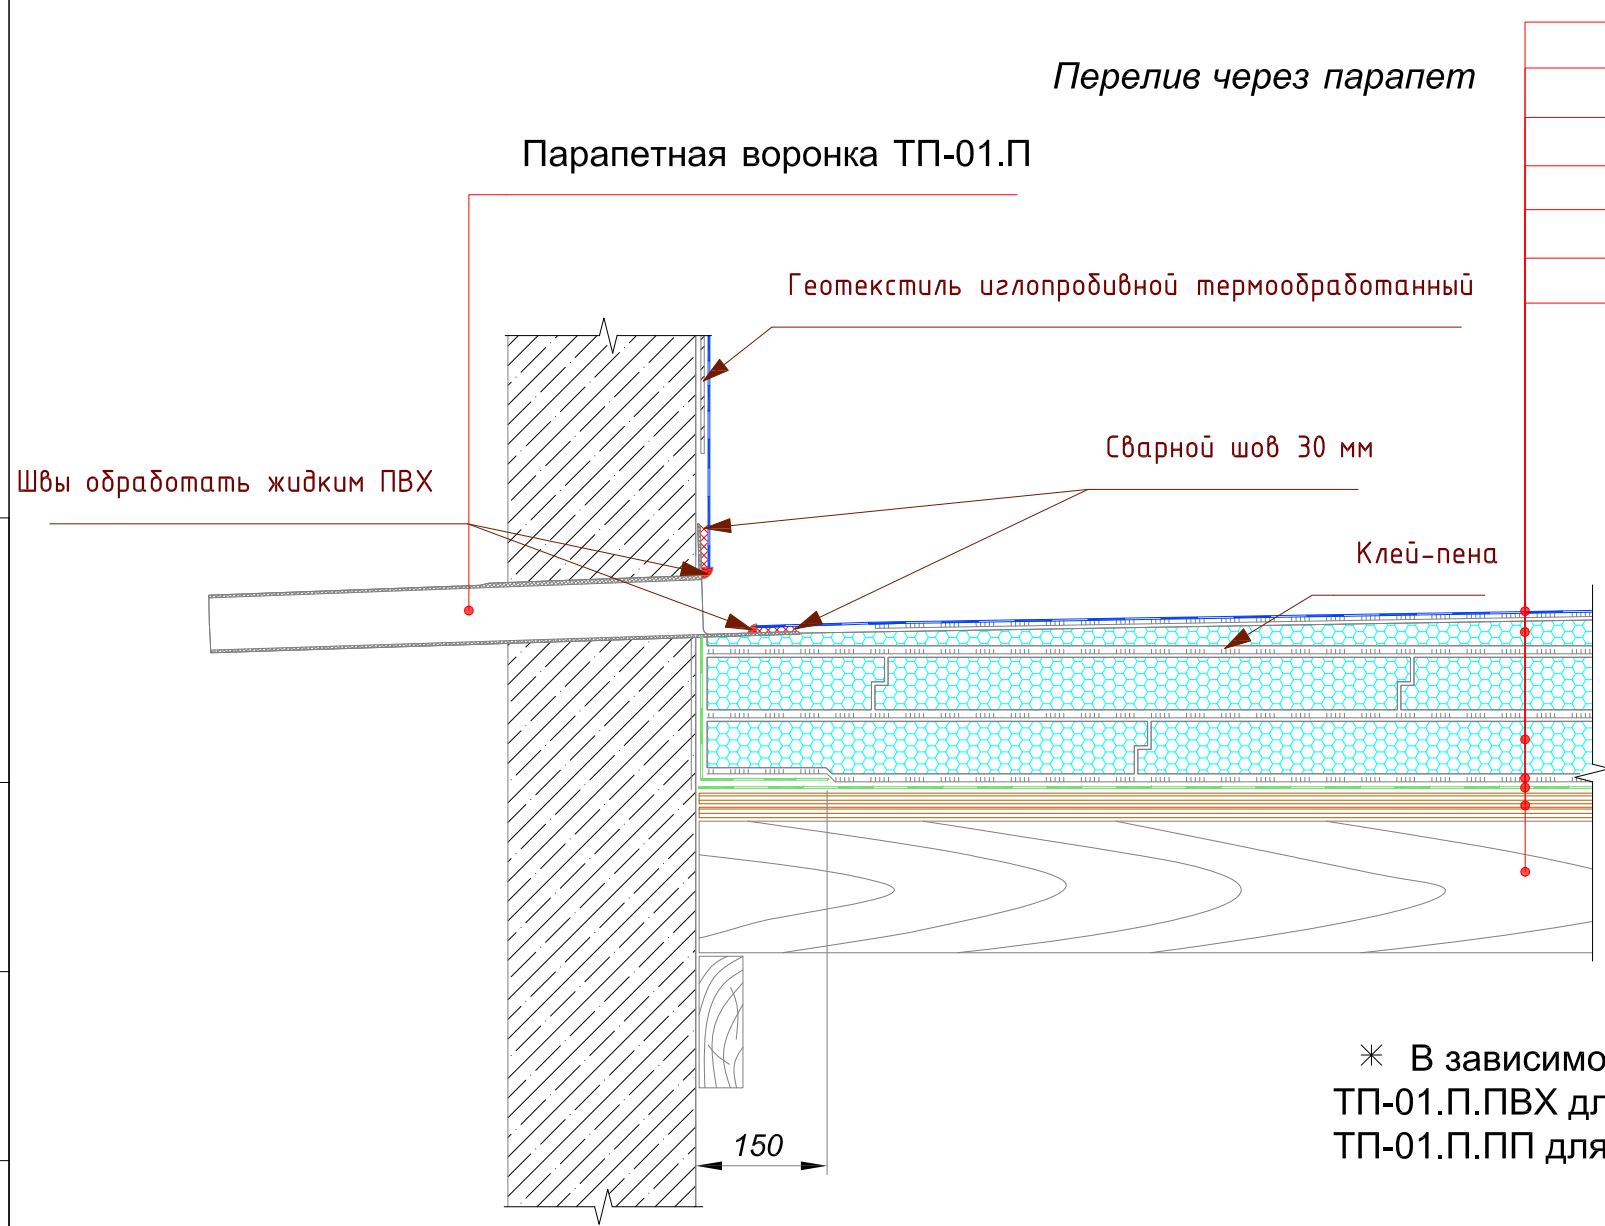 Перелив через парапет
Парапетная воронка ТП-01.П
Геотекстиль иглопробивной термообработанный
Сварной шов 30 мм
Швы обработать жидким ПВХ
Клей-пена
* В зависимо
ТП-01.П.ПВХ дл
ТП-01.П.ПП для
150